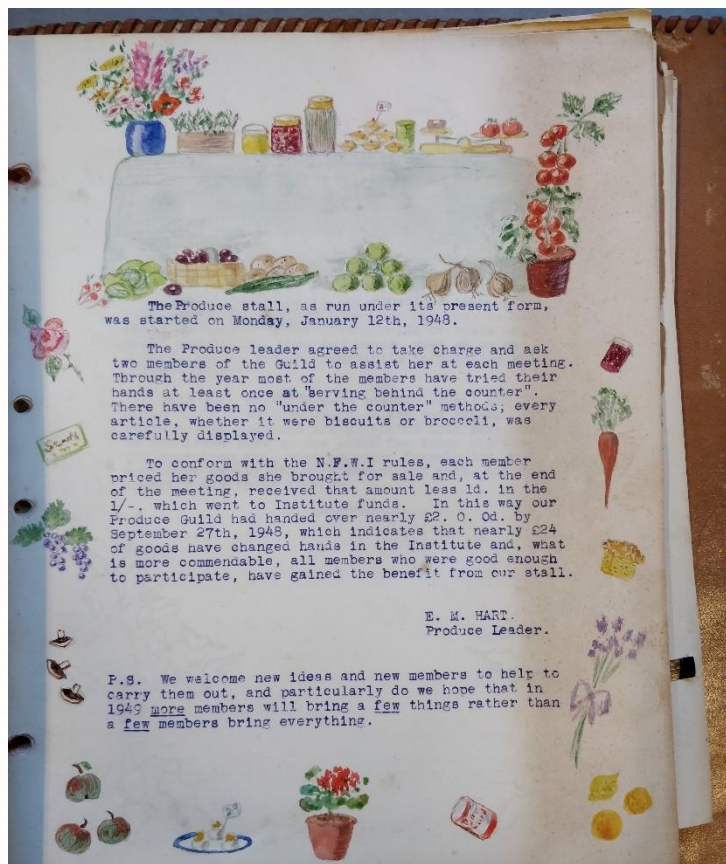 The Produce stall, as run under its present form,
was started on Monday, January 12th, 1948.
The Produce leader agreed to take charge and ask
two members of the Guild to assist her at each meeting.
Through the year most of the members have tried their
hands at least once at "serving behind the counter".
There have been no "under the counter" methods; every
article, whether it were biscuits or broccoli, was
carefully displayed.
To conform with the N.F.W.I rules, each member
priced her goods she brought for sale and, at the end
of the meeting, received that amount less 1d. in the
1/-, which went to Institute funds. In this way our
Produce Guild had handed over nearly £2. 0. 0d. by
September 27th, 1948, which indicates that nearly £24
of goods have changed hands in the Institute and, what
is more commendable, all members who were good enough
to participate, have gained the benefit from our stall.
E. M. HART.
Produce Leader.
P.S. We welcome new ideas and new members to help to
carry them out, and particularly do we hope that in
1949 more members will bring a few things rather than
a few members bring everything.